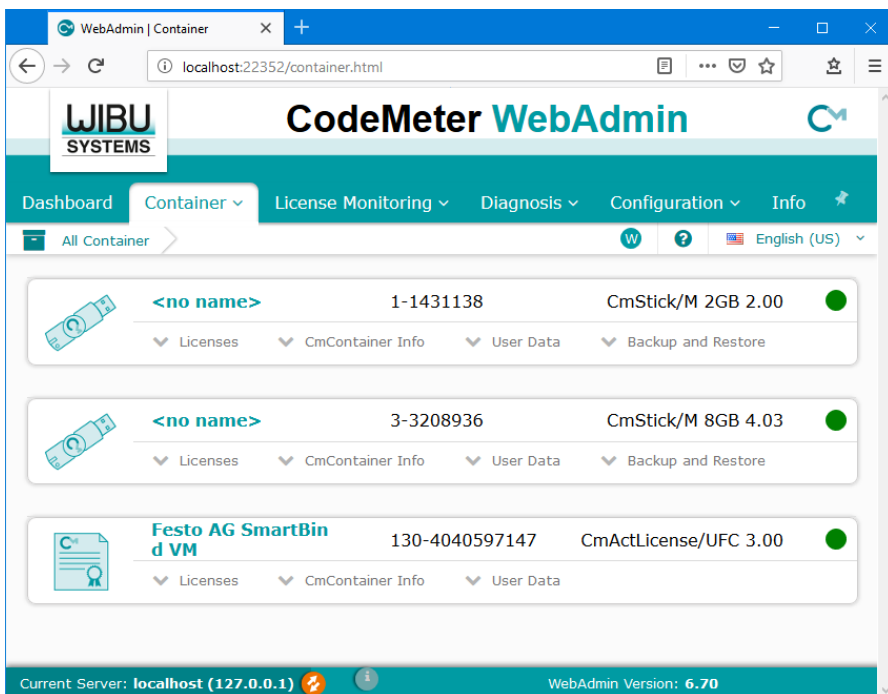 WebAdmin | Container
localhost:22352/container.html
WIBU
SYSTEMS
CodeMeter WebAdmin
CM
Dashboard Container License Monitoring Diagnosis Configuration Info
All Container W ? English (US)
<no name> 1-1431138 CmStick/M 2GB 2.00
Licenses CmContainer Info User Data Backup and Restore
<no name> 3-3208936 CmStick/M 8GB 4.03
Licenses CmContainer Info User Data Backup and Restore
Festo AG SmartBin
d VM 130-4040597147 CmActLicense/UFC 3.00
Licenses CmContainer Info User Data
Current Server: localhost (127.0.0.1) i WebAdmin Version: 6.70